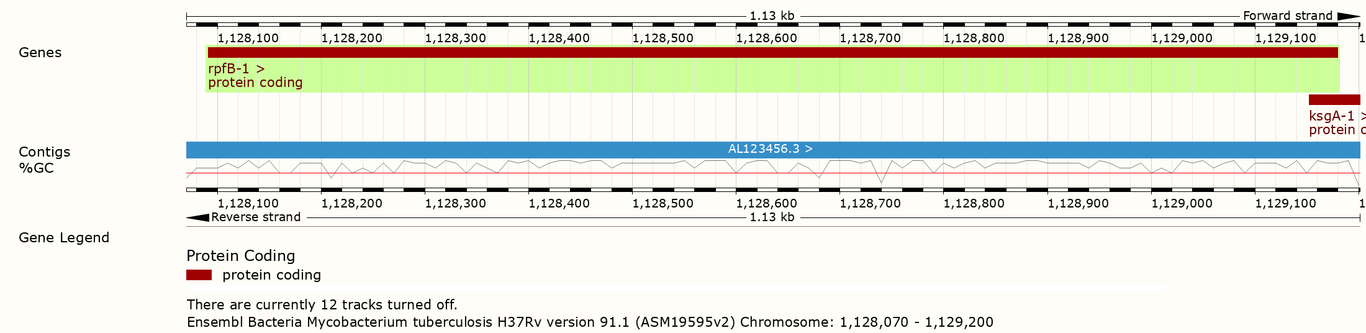 1.13 kb Forward strand
1,128,100 1,128,200 1,128,300 1,128,400 1,128,500 1,128,600 1,128,700 1,128,800 1,128,900 1,129,000 1,129,100 1
Genes
rpfB-1 >
protein coding
ksgA-1 >
protein c
Contigs AL123456.3 >
%GC
1,128,100 1,128,200 1,128,300 1,128,400 1,128,500 1,128,600 1,128,700 1,128,800 1,128,900 1,129,000 1,129,100 1
Reverse strand 1.13 kb
Gene Legend
Protein Coding
protein coding
There are currently 12 tracks turned off.
Ensembl Bacteria Mycobacterium tuberculosis H37Rv version 91.1 (ASM19595v2) Chromosome: 1,128,070 - 1,129,200